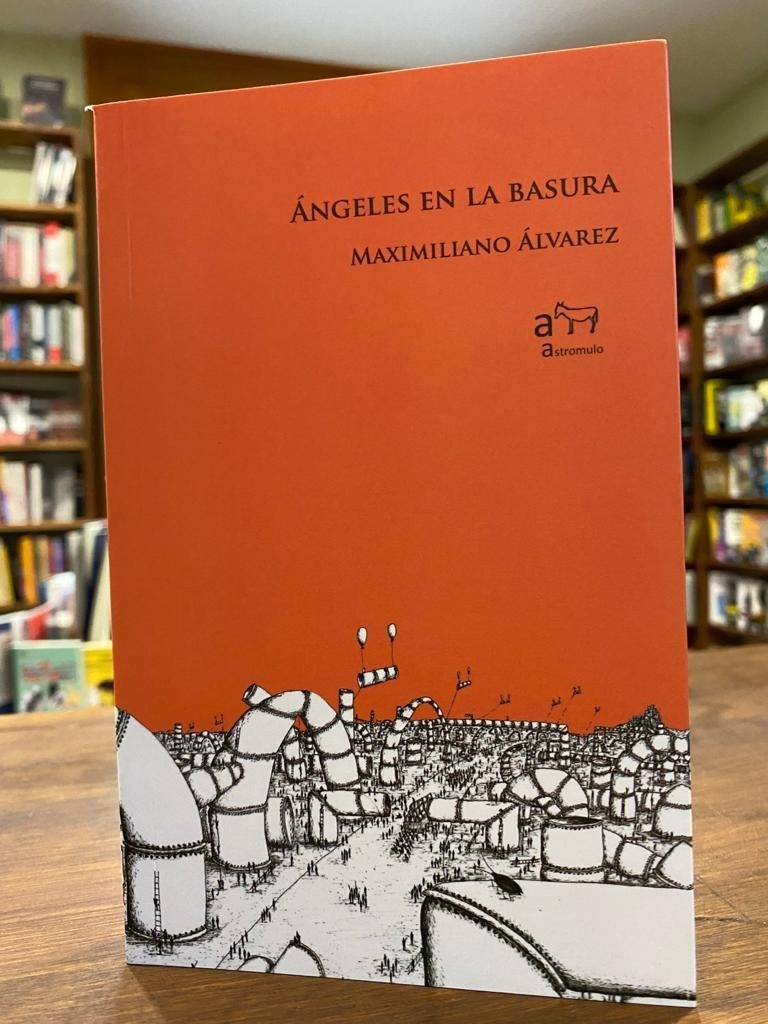 ÁNGELES EN LA BASURA
MAXIMILIANO ÁLVAREZ
a
astromulo